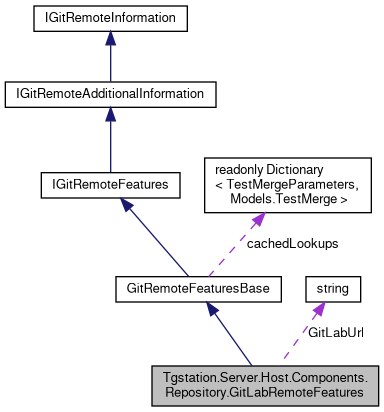 IGitRemoteInformation
IGitRemoteAdditionalInformation
IGitRemoteFeatures
readonly Dictionary
< TestMergeParameters,
Models.TestMerge >
cachedLookups
GitRemoteFeaturesBase
string
GitLabUrl
Tgstation.Server.Host.Components.
Repository.GitLabRemoteFeatures